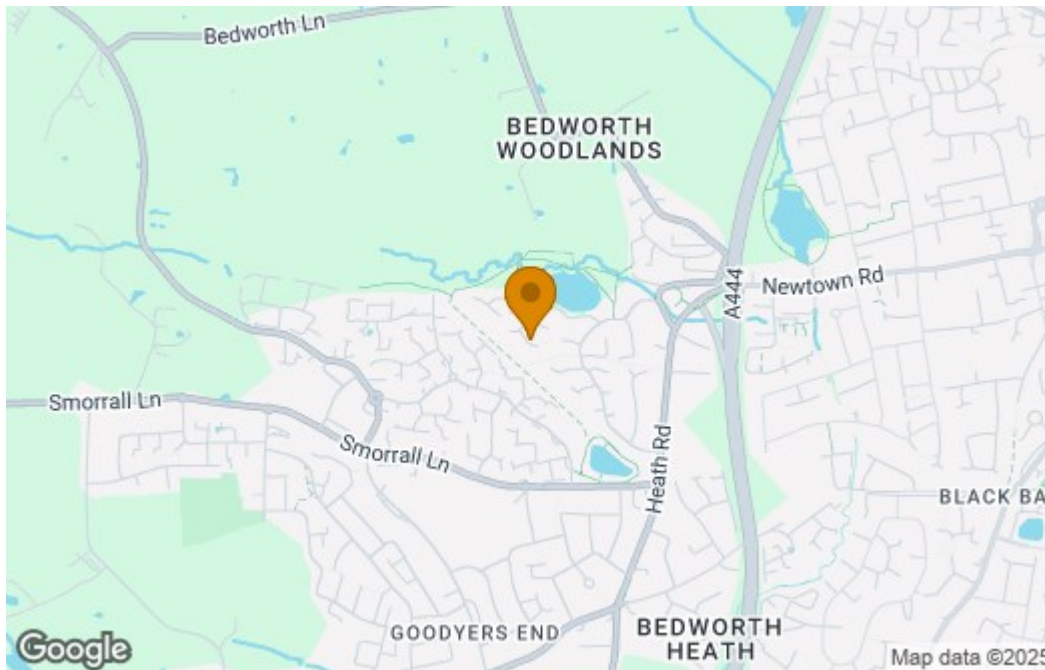 Bedworth Ln
BEDWORTH
WOODLANDS
A444
Newtown Rd
Smorrall Ln
Smorrall Ln
Heath Rd
BLACK BA
GOODYERS END
BEDWORTH
HEATH
Google
Map data ©2025